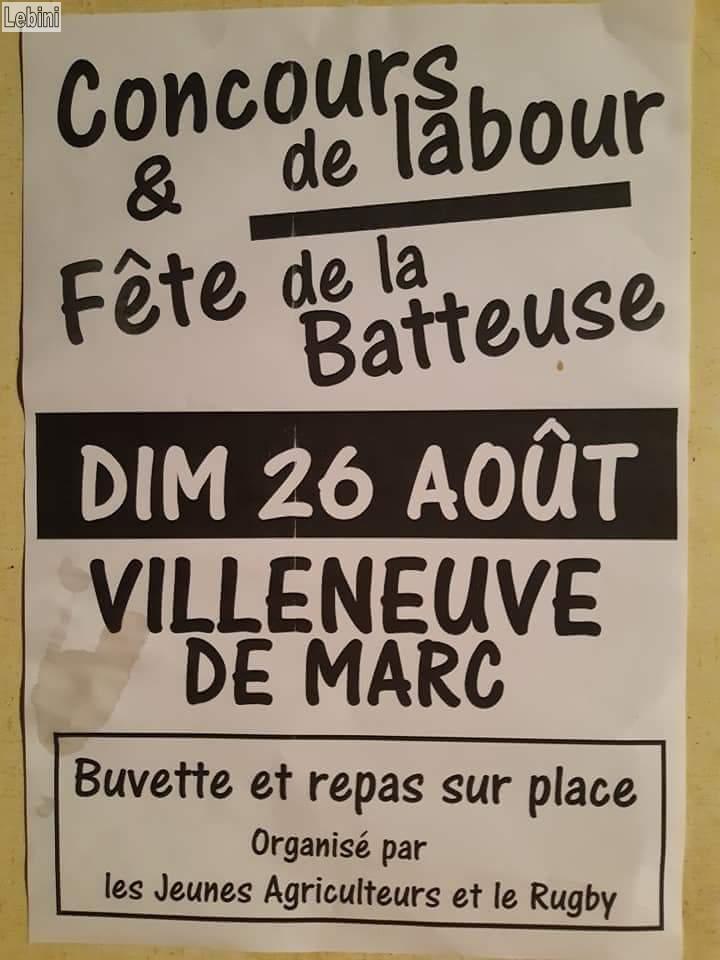 Lebini
Concours
de labour
&
Fête de la
Batteuse
DIM 26 AOÛT
VILLENEUVE
DE MARC
Buvette et repas sur place
Organisé par
les Jeunes Agriculteurs et le Rugby